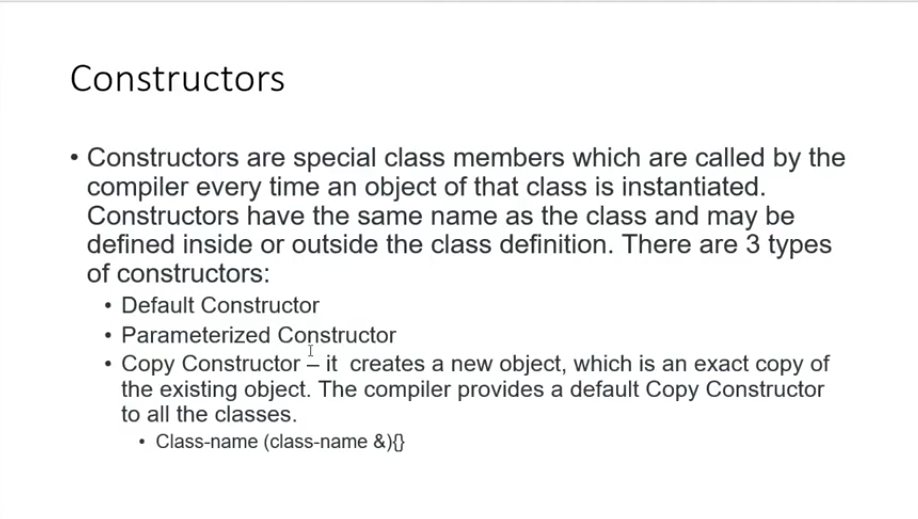 Constructors
• Constructors are special class members which are called by the
compiler every time an object of that class is instantiated.
Constructors have the same name as the class and may be
defined inside or outside the class definition. There are 3 types
of constructors:
• Default Constructor
• Parameterized Constructor
• Copy Constructor – it  creates a new object, which is an exact copy of
the existing object. The compiler provides a default Copy Constructor
to all the classes.
• Class-name (class-name &){}